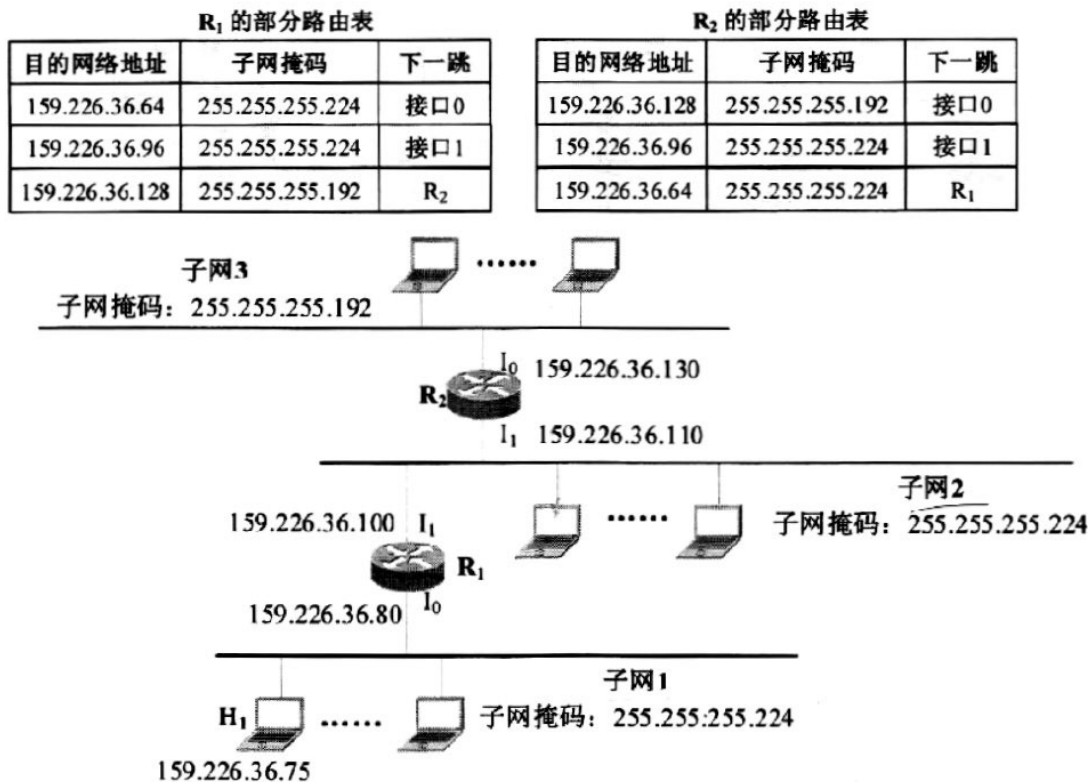 R₁ 的部分路由表
目的网络地址 子网掩码 下一跳
159.226.36.64 255.255.255.224 接口0
159.226.36.96 255.255.255.224 接口1
159.226.36.128 255.255.255.192 R₂
R₂ 的部分路由表
目的网络地址 子网掩码 下一跳
159.226.36.128 255.255.255.192 接口0
159.226.36.96 255.255.255.224 接口1
159.226.36.64 255.255.255.224 R₁
子网3
子网掩码：255.255.255.192
I₀ 159.226.36.130
R₂
I₁ 159.226.36.110
子网2
子网掩码：255.255.255.224
159.226.36.100 I₁
R₁
159.226.36.80 I₀
子网1
子网掩码：255.255.255.224
H₁
159.226.36.75